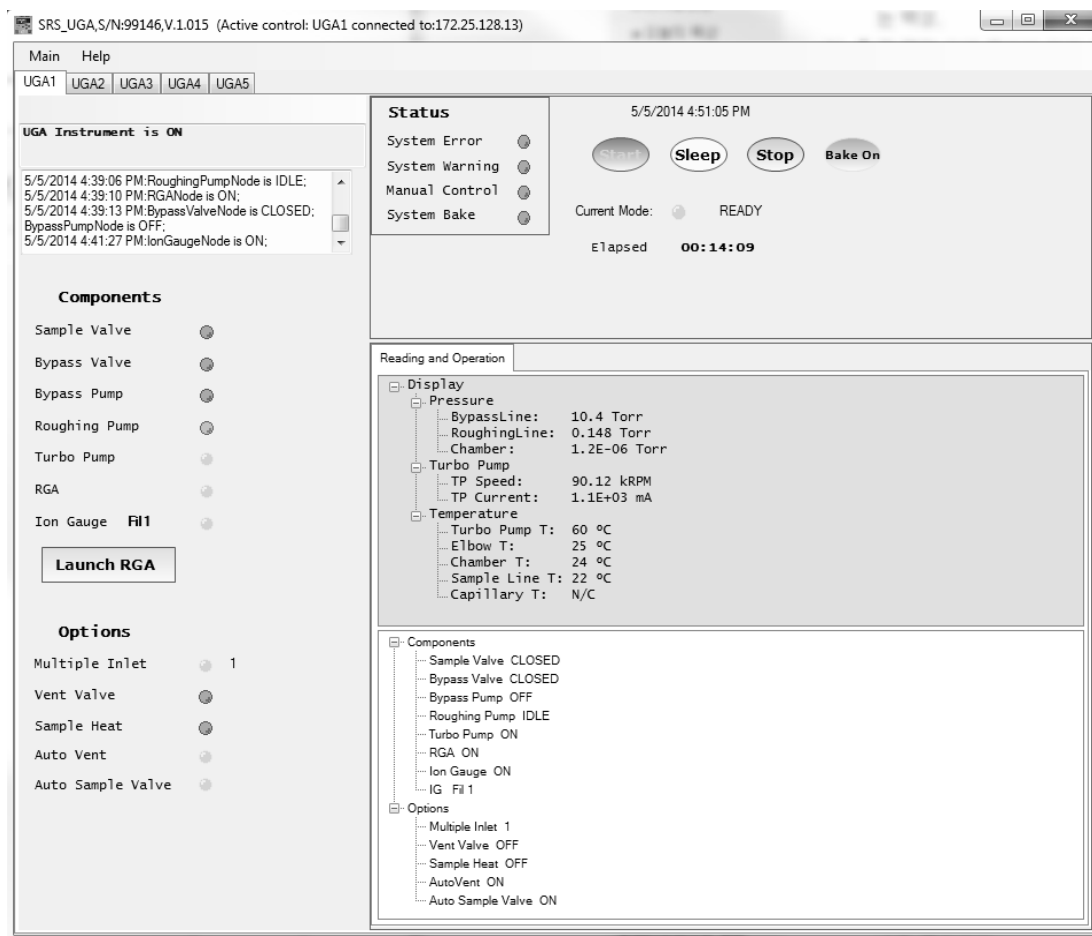 SRS_UGA,S/N:99146,V.1.015 (Active control: UGA1 connected to:172.25.128.13)
Main Help
UGA1 UGA2 UGA3 UGA4 UGA5
UGA Instrument is ON
5/5/2014 4:39:06 PM:RoughingPumpNode is IDLE;
5/5/2014 4:39:10 PM:RGANode is ON;
5/5/2014 4:39:13 PM:BypassValveNode is CLOSED;
BypassPumpNode is OFF;
5/5/2014 4:41:27 PM:IonGaugeNode is ON;
Components
Sample Valve
Bypass Valve
Bypass Pump
Roughing Pump
Turbo Pump
RGA
Ion Gauge Fil1
Launch RGA
Options
Multiple Inlet 1
Vent Valve
Sample Heat
Auto Vent
Auto Sample Valve
Status
System Error
System Warning
Manual Control
System Bake
5/5/2014 4:51:05 PM
Start Sleep Stop Bake On
Current Mode: READY
Elapsed 00:14:09
Reading and Operation
Display
Pressure
BypassLine: 10.4 Torr
RoughingLine: 0.148 Torr
Chamber: 1.2E-06 Torr
Turbo Pump
TP Speed: 90.12 kRPM
TP Current: 1.1E+03 mA
Temperature
Turbo Pump T: 60 ºC
Elbow T: 25 ºC
Chamber T: 24 ºC
Sample Line T: 22 ºC
Capillary T: N/C
Components
Sample Valve CLOSED
Bypass Valve CLOSED
Bypass Pump OFF
Roughing Pump IDLE
Turbo Pump ON
RGA ON
Ion Gauge ON
IG Fil 1
Options
Multiple Inlet 1
Vent Valve OFF
Sample Heat OFF
AutoVent ON
Auto Sample Valve ON